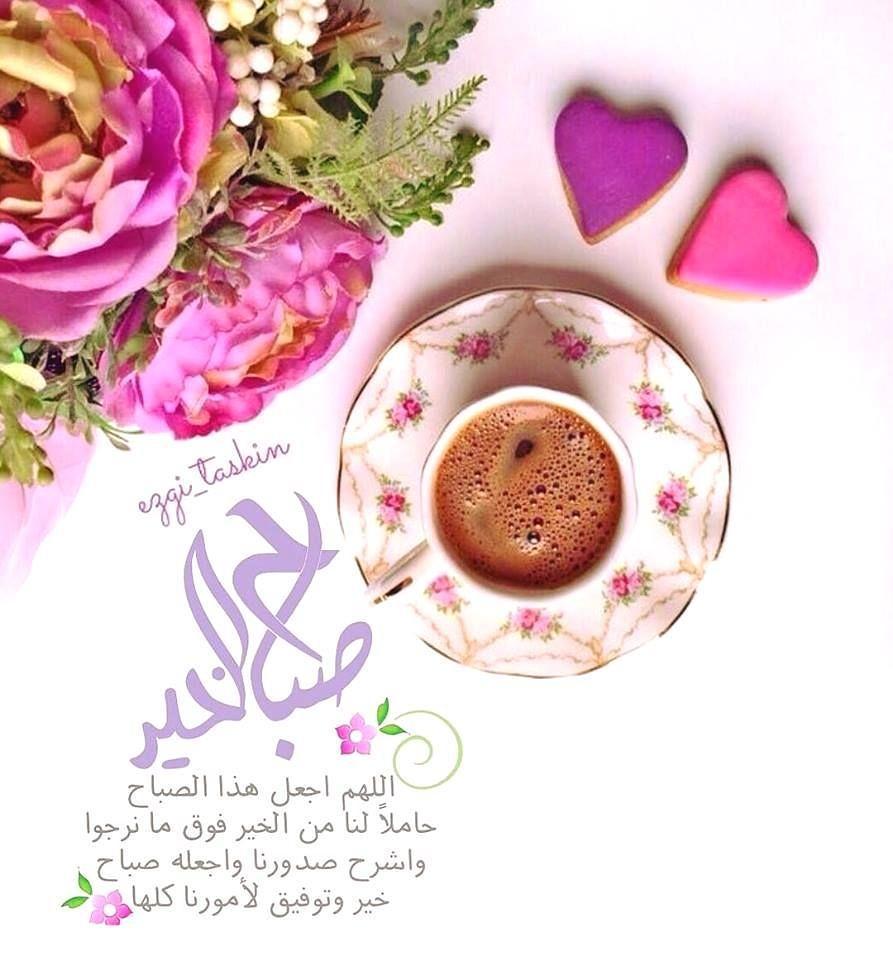 ezgi_taskin
صباح الخير
اللهم اجعل هذا الصباح
حاملاً لنا من الخير فوق ما نرجوا
واشرح صدورنا واجعله صباح
خير وتوفيق لأمورنا كلها